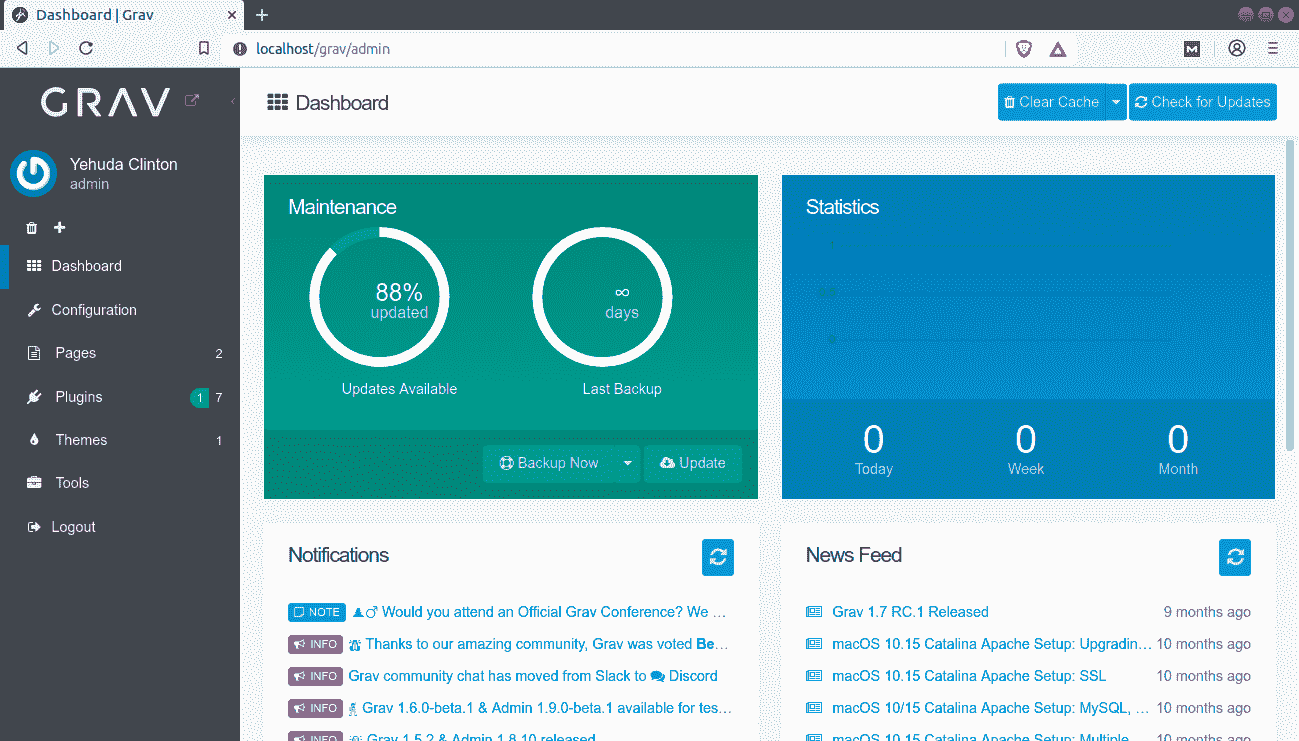 Dashboard | Grav
localhost/grav/admin
GRAV
Dashboard
Clear Cache
Check for Updates
Yehuda Clinton
admin
Dashboard
Configuration
Pages 2
Plugins 1 7
Themes 1
Tools
Logout
Maintenance
88%
updated
∞
days
Updates Available
Last Backup
Backup Now
Update
Statistics
0
Today
0
Week
0
Month
Notifications
NOTE Would you attend an Official Grav Conference? We ...
INFO Thanks to our amazing community, Grav was voted Be...
INFO Grav community chat has moved from Slack to Discord
INFO Grav 1.6.0-beta.1 & Admin 1.9.0-beta.1 available for tes...
INFO Grav 1.5.2 & Admin 1.8.10 released
News Feed
Grav 1.7 RC.1 Released 9 months ago
macOS 10.15 Catalina Apache Setup: Upgradin... 10 months ago
macOS 10.15 Catalina Apache Setup: SSL 10 months ago
macOS 10/15 Catalina Apache Setup: MySQL, ... 10 months ago
macOS 10.15 Catalina Apache Setup: Multiple 10 months ago